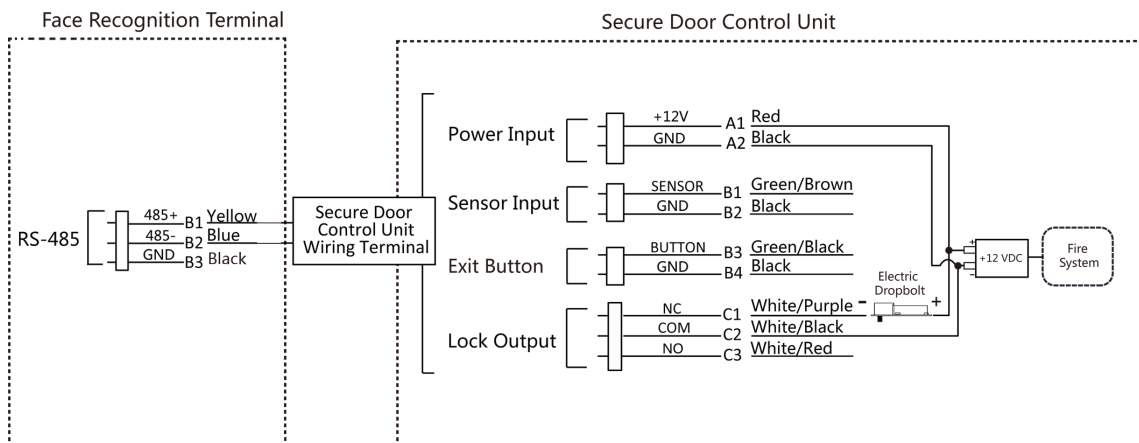 Face Recognition Terminal
Secure Door Control Unit
RS-485
485+ B1 Yellow
485- B2 Blue
GND B3 Black
Secure Door
Control Unit
Wiring Terminal
Power Input
+12V A1 Red
GND A2 Black
Sensor Input
SENSOR B1 Green/Brown
GND B2 Black
Exit Button
BUTTON B3 Green/Black
GND B4 Black
Lock Output
NC C1 White/Purple
COM C2 White/Black
NO C3 White/Red
Electric
Dropbolt
- +
+
+12 VDC
-
Fire
System